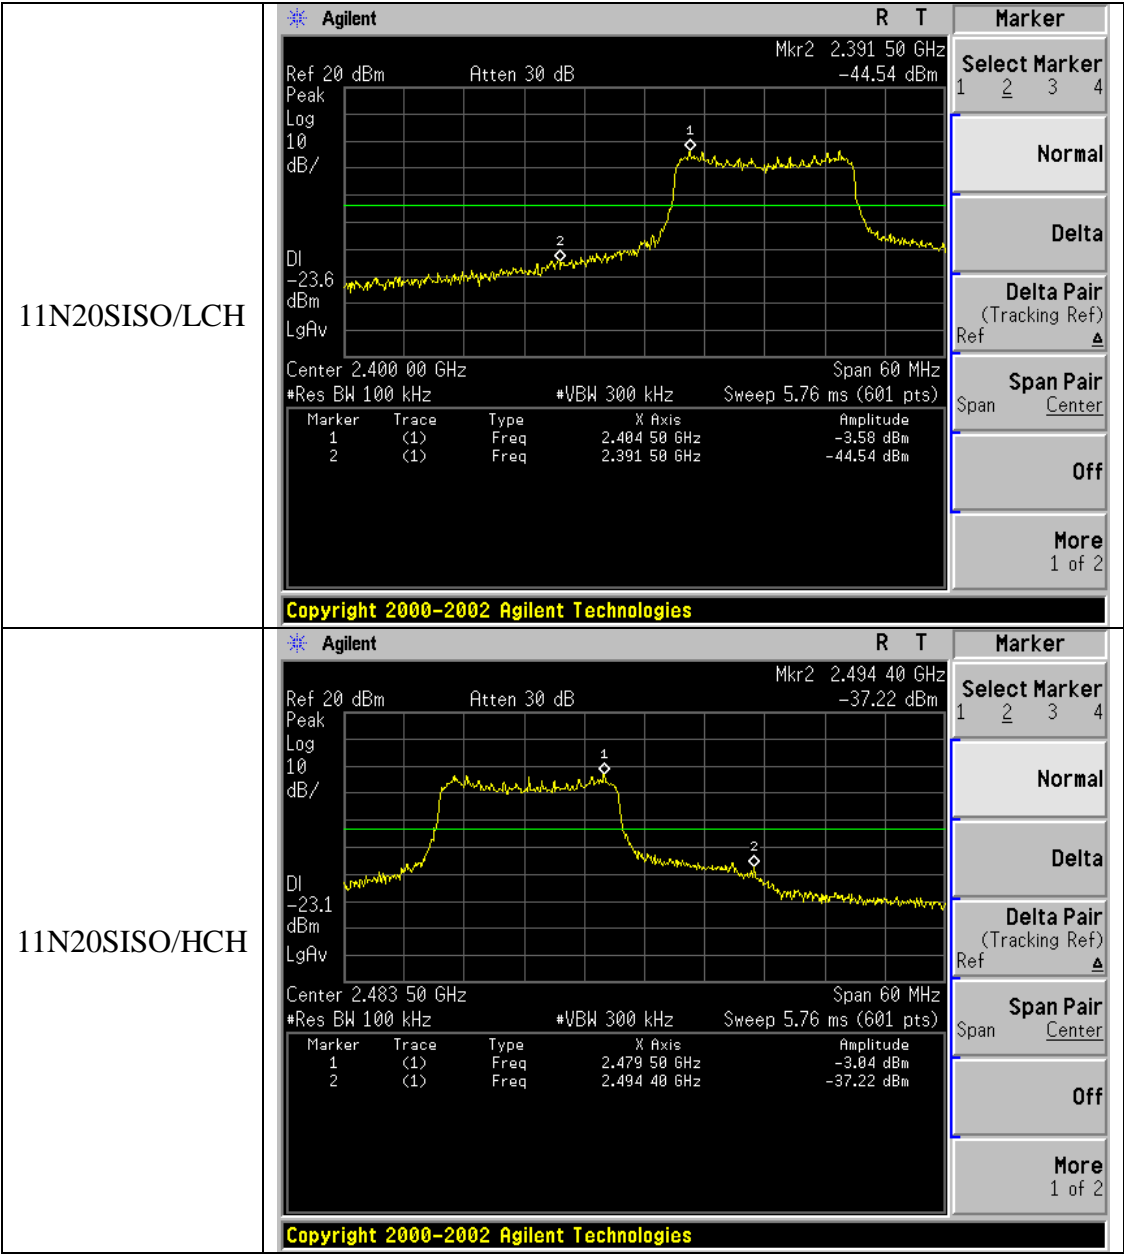 11N20SISO/LCH
Agilent R T
Mkr2 2.391 50 GHz
Ref 20 dBm Atten 30 dB -44.54 dBm
Peak
Log
10
dB/
1
2
DI
-23.6
dBm
LgAv
Center 2.400 00 GHz Span 60 MHz
#Res BW 100 kHz #VBW 300 kHz Sweep 5.76 ms (601 pts)
Marker Trace Type X Axis Amplitude
1 (1) Freq 2.404 50 GHz -3.58 dBm
2 (1) Freq 2.391 50 GHz -44.54 dBm
Copyright 2000-2002 Agilent Technologies
Marker
Select Marker
1 2 3 4
Normal
Delta
Delta Pair
(Tracking Ref)
Ref Δ
Span Pair
Span Center
Off
More
1 of 2
11N20SISO/HCH
Agilent R T
Mkr2 2.494 40 GHz
Ref 20 dBm Atten 30 dB -37.22 dBm
Peak
Log
10
dB/
1
2
DI
-23.1
dBm
LgAv
Center 2.483 50 GHz Span 60 MHz
#Res BW 100 kHz #VBW 300 kHz Sweep 5.76 ms (601 pts)
Marker Trace Type X Axis Amplitude
1 (1) Freq 2.479 50 GHz -3.04 dBm
2 (1) Freq 2.494 40 GHz -37.22 dBm
Copyright 2000-2002 Agilent Technologies
Marker
Select Marker
1 2 3 4
Normal
Delta
Delta Pair
(Tracking Ref)
Ref Δ
Span Pair
Span Center
Off
More
1 of 2